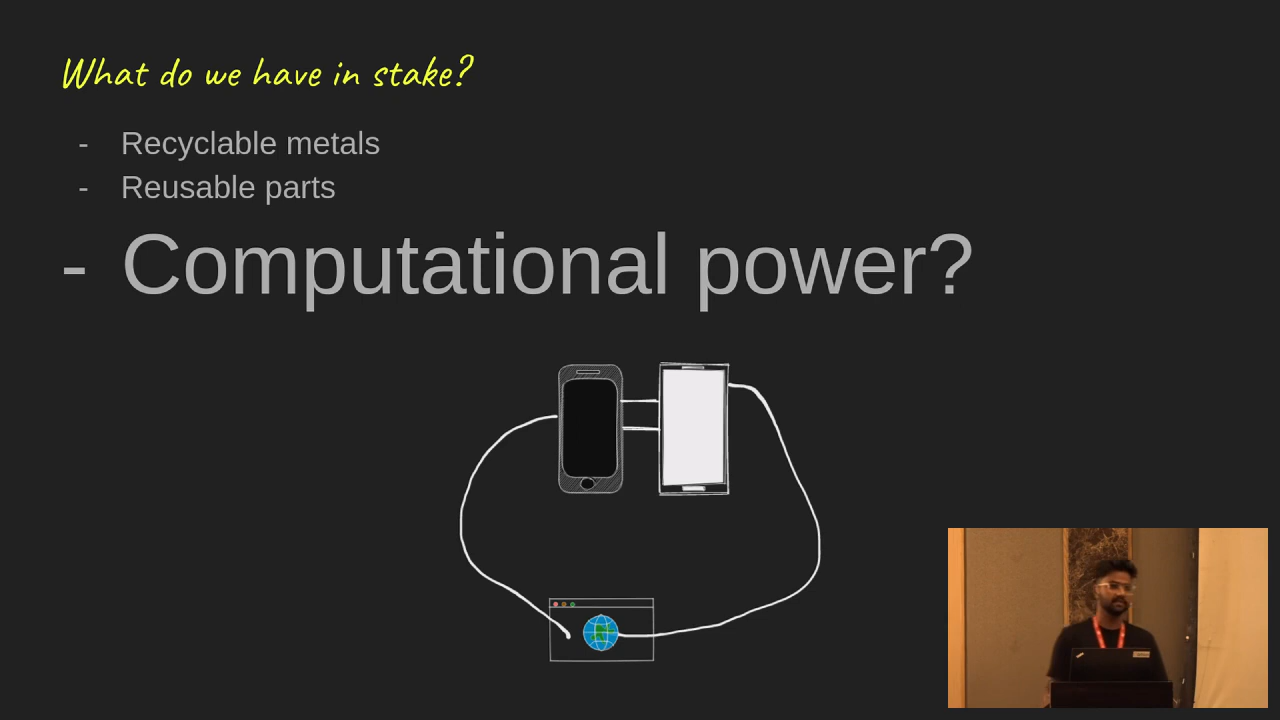 What do we have in stake?
- Recyclable metals
- Reusable parts
- Computational power?